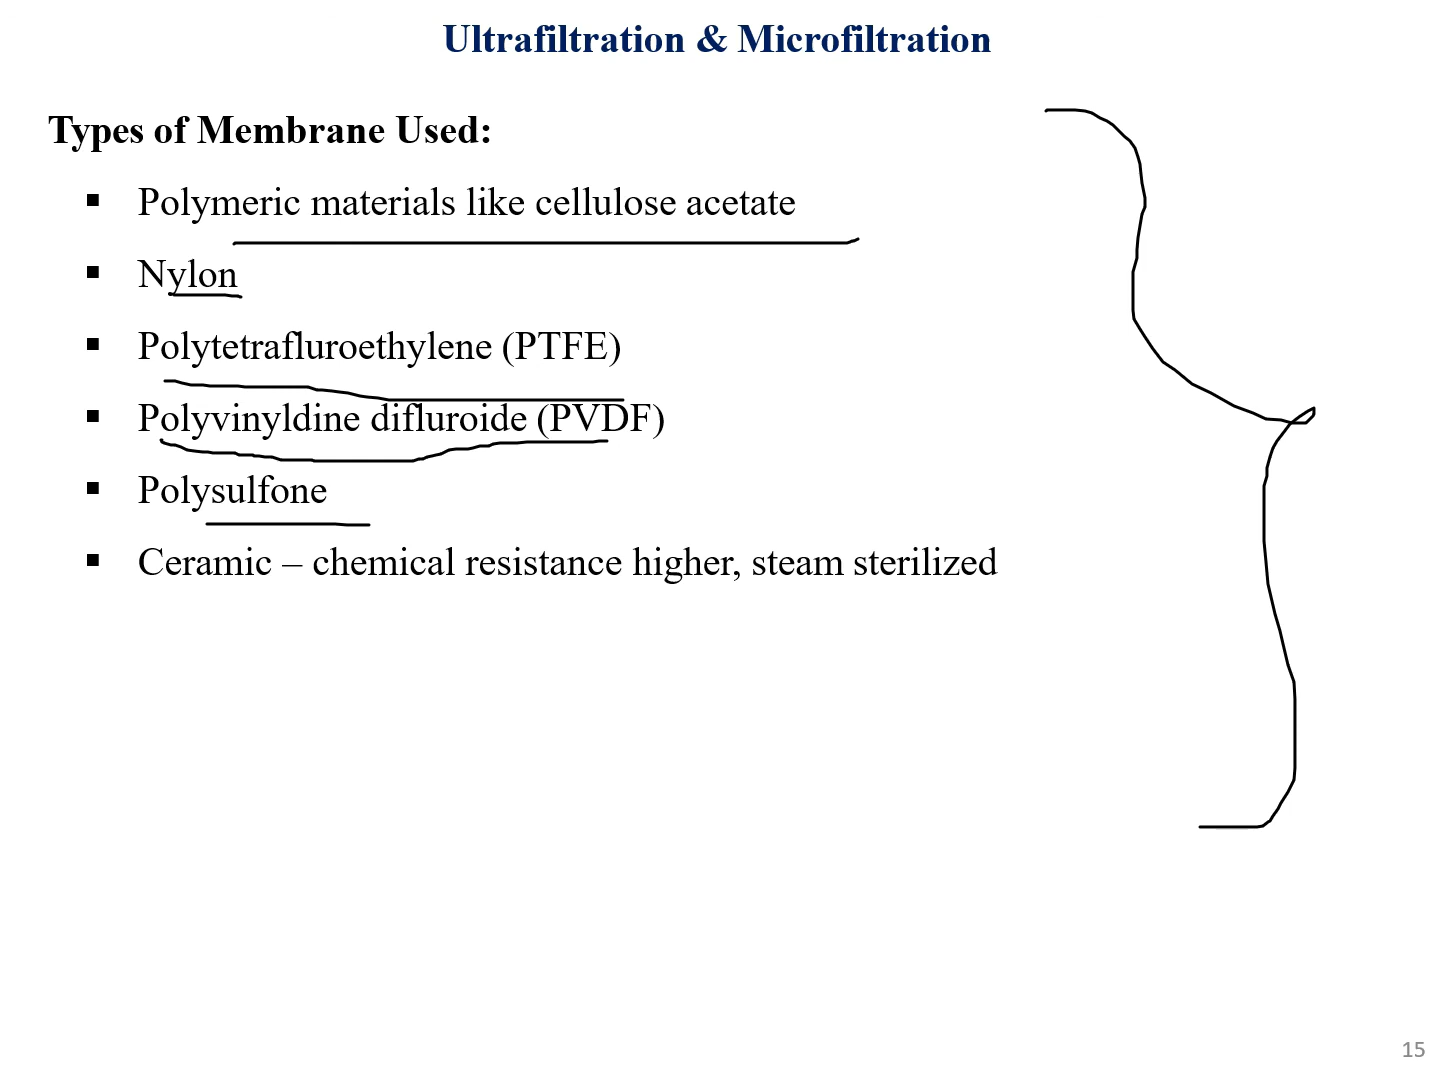 Ultrafiltration & Microfiltration
Types of Membrane Used:
▪ Polymeric materials like cellulose acetate
▪ Nylon
▪ Polytetrafluroethylene (PTFE)
▪ Polyvinyldine difluroide (PVDF)
▪ Polysulfone
▪ Ceramic – chemical resistance higher, steam sterilized
15